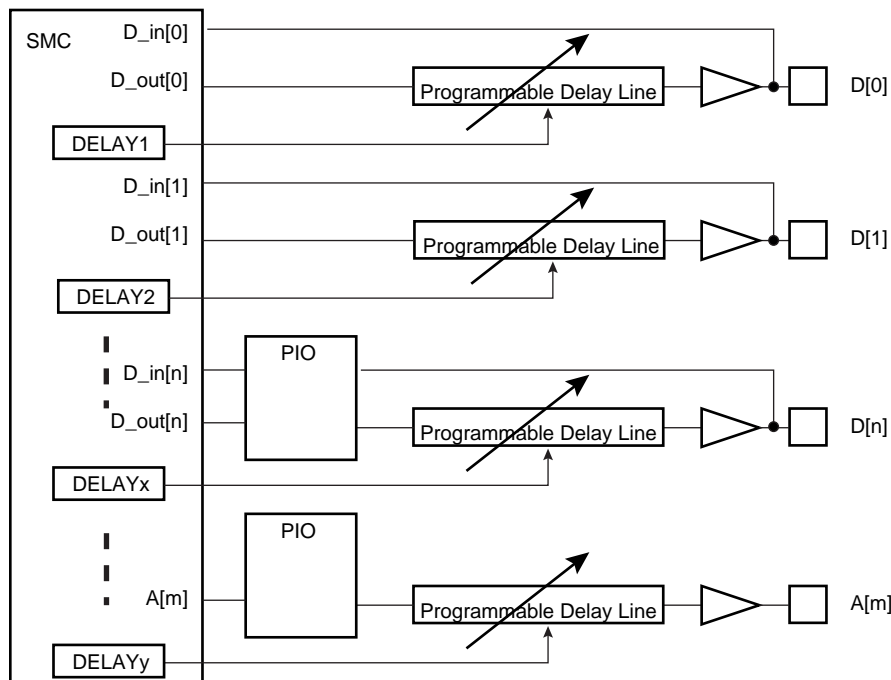 SMC
D_in[0]
D_out[0]
Programmable Delay Line
D[0]
DELAY1
D_in[1]
D_out[1]
Programmable Delay Line
D[1]
DELAY2
PIO
D_in[n]
D_out[n]
Programmable Delay Line
D[n]
DELAYx
PIO
A[m]
Programmable Delay Line
A[m]
DELAYy